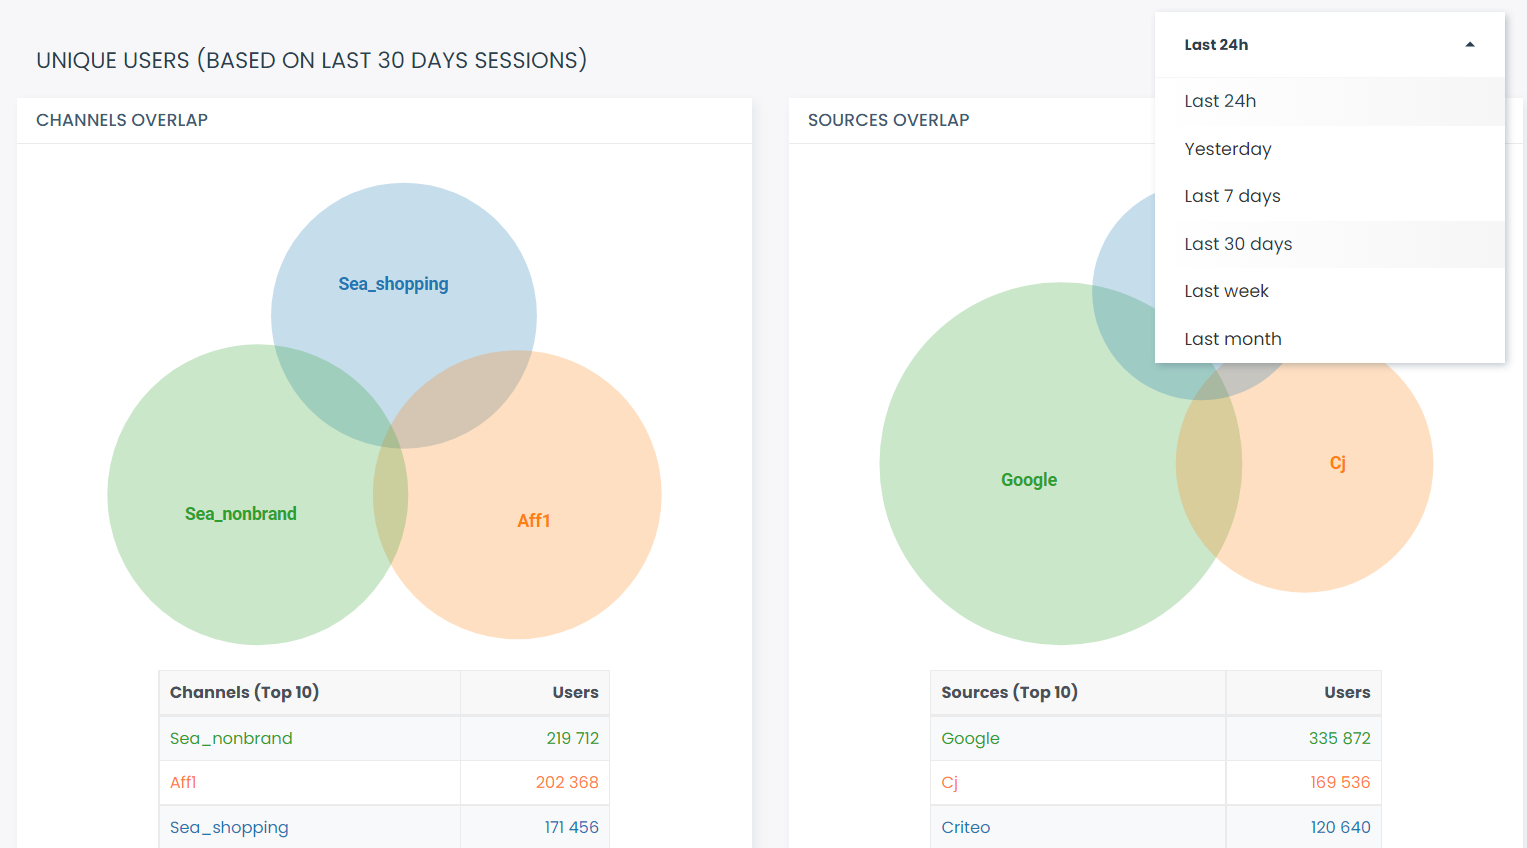 UNIQUE USERS (BASED ON LAST 30 DAYS SESSIONS)
Last 24h
Last 24h
Yesterday
Last 7 days
Last 30 days
Last week
Last month
CHANNELS OVERLAP
Sea_shopping
Sea_nonbrand
Aff1
Channels (Top 10) Users
Sea_nonbrand 219 712
Aff1 202 368
Sea_shopping 171 456
SOURCES OVERLAP
Google
Cj
Sources (Top 10) Users
Google 335 872
Cj 169 536
Criteo 120 640